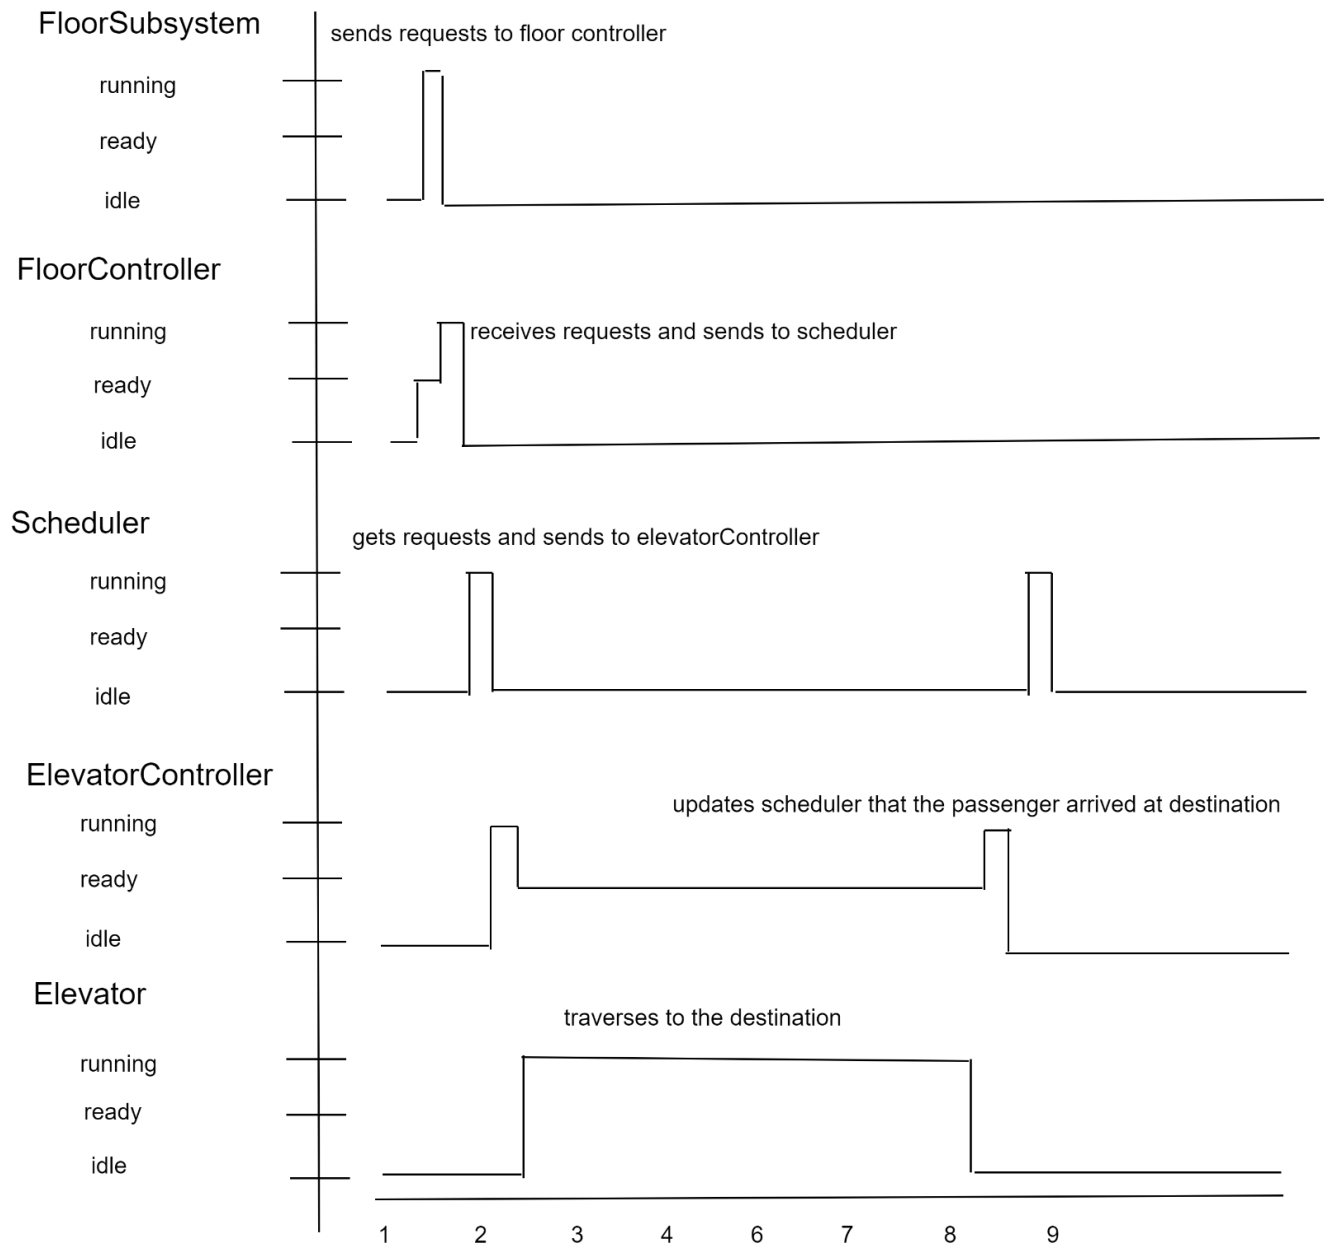 FloorSubsystem
sends requests to floor controller
running
ready
idle
FloorController
running
receives requests and sends to scheduler
ready
idle
Scheduler
gets requests and sends to elevatorController
running
ready
idle
ElevatorController
updates scheduler that the passenger arrived at destination
running
ready
idle
Elevator
traverses to the destination
running
ready
idle
1 2 3 4 6 7 8 9